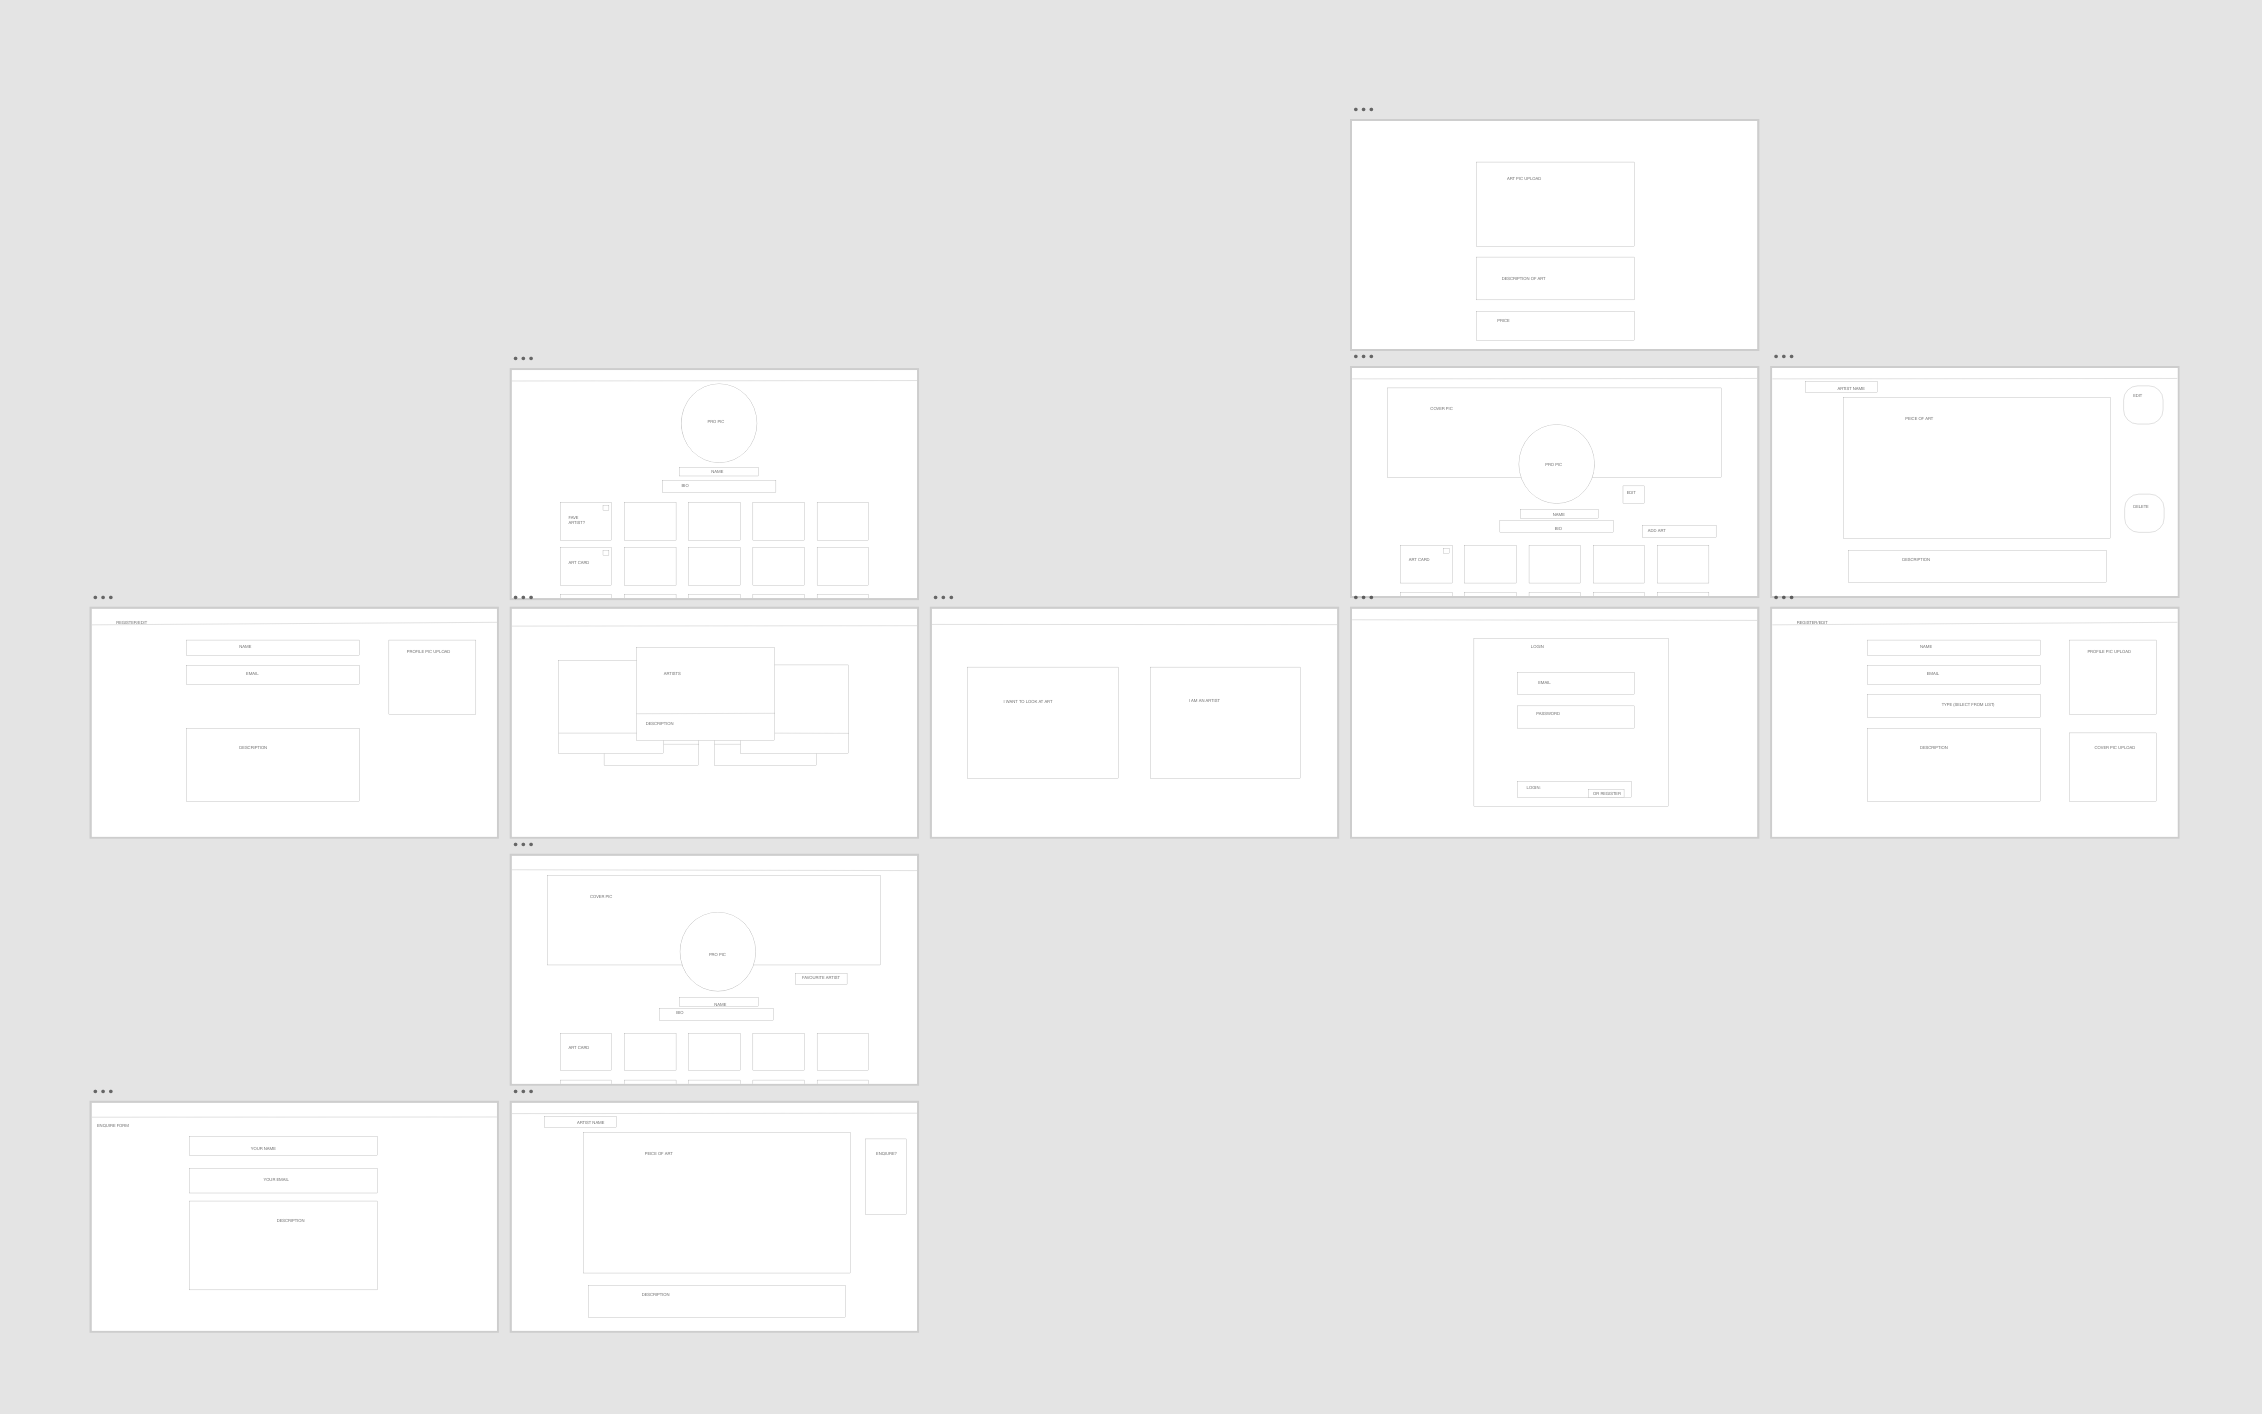 ART PIC UPLOAD
DESCRIPTION OF ART
PRICE
PRO PIC
NAME
BIO
FAVE
ARTIST?
ART CARD
COVER PIC
PRO PIC
EDIT
NAME
BIO
ADD ART
ART CARD
ARTIST NAME
PIECE OF ART
EDIT
DELETE
DESCRIPTION
REGISTER/EDIT
NAME
EMAIL
PROFILE PIC UPLOAD
DESCRIPTION
ARTISTS
DESCRIPTION
I WANT TO LOOK AT ART
I AM AN ARTIST
LOGIN
EMAIL
PASSWORD
LOGIN
OR REGISTER
REGISTER/EDIT
NAME
EMAIL
TYPE (SELECT FROM LIST)
PROFILE PIC UPLOAD
DESCRIPTION
COVER PIC UPLOAD
COVER PIC
PRO PIC
FAVOURITE ARTIST
NAME
BIO
ART CARD
ENQUIRE FORM
YOUR NAME
YOUR EMAIL
DESCRIPTION
ARTIST NAME
PIECE OF ART
ENQUIRE?
DESCRIPTION